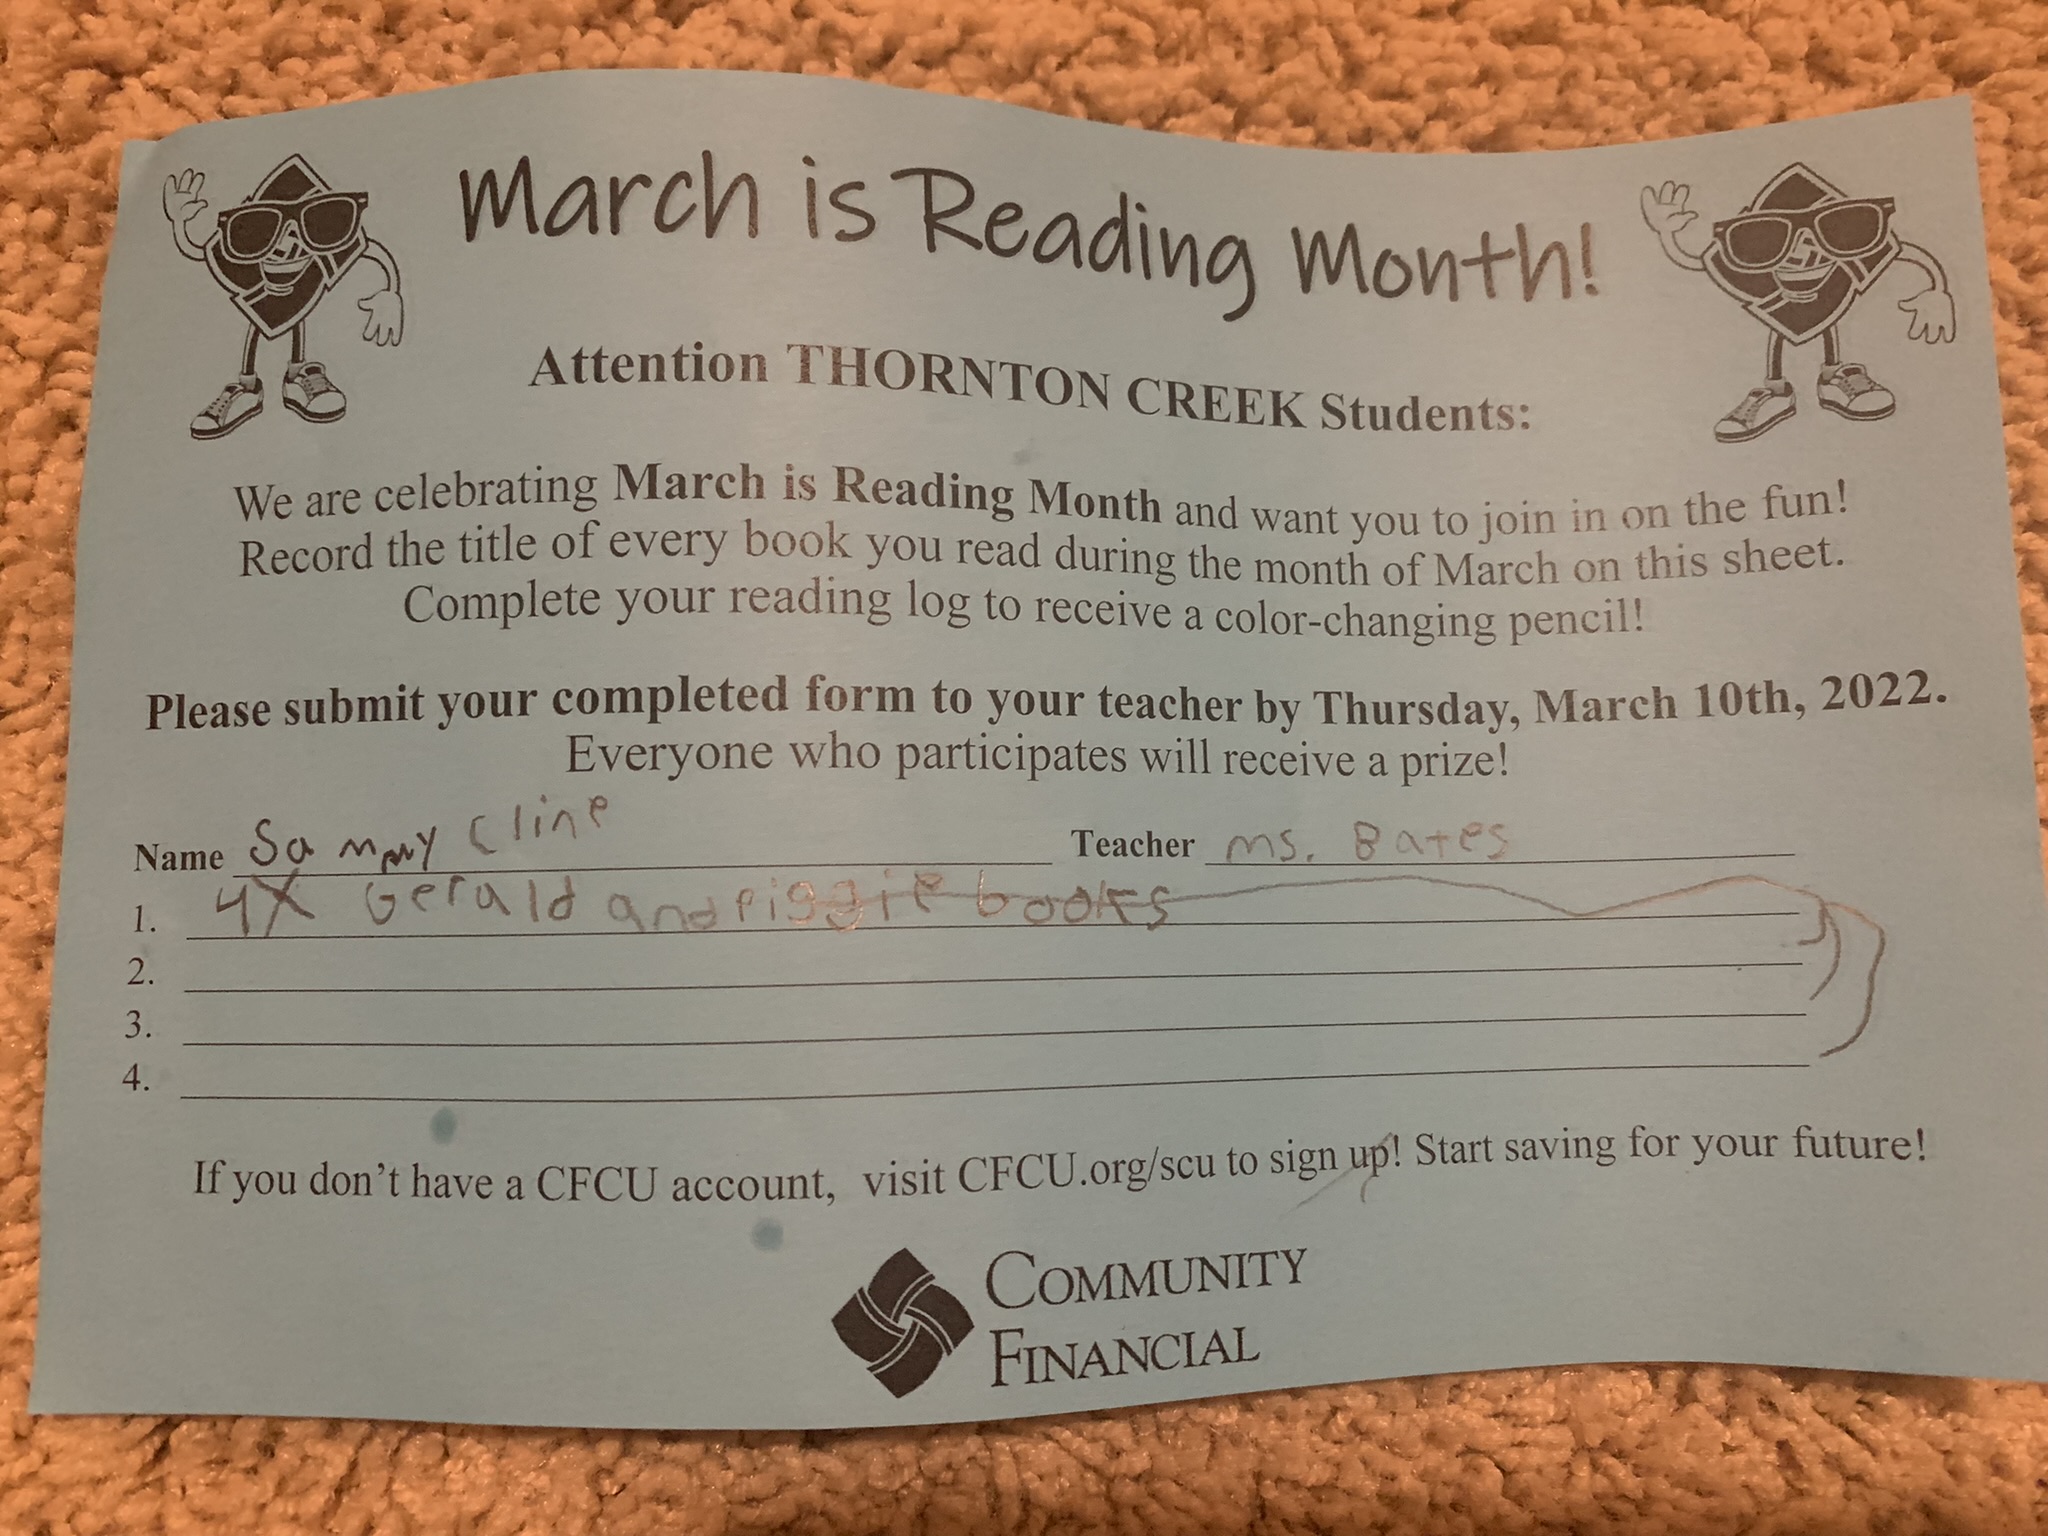 March is Reading Month!
Attention THORNTON CREEK Students:
We are celebrating March is Reading Month and want you to join in on the fun!
Record the title of every book you read during the month of March on this sheet.
Complete your reading log to receive a color-changing pencil!
Please submit your completed form to your teacher by Thursday, March 10th, 2022.
Everyone who participates will receive a prize!
Name Sammy Cline Teacher Ms. Bates
1. 4X Gerald and piggie books
2.
3.
4.
If you don't have a CFCU account, visit CFCU.org/scu to sign up! Start saving for your future!
COMMUNITY
FINANCIAL